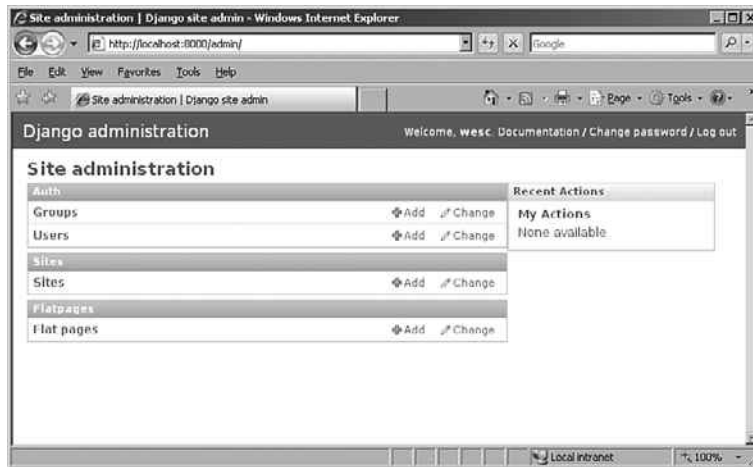 Site administration | Django site admin - Windows Internet Explorer
http://localhost:8000/admin/
Google
File Edit View Favorites Tools Help
Site administration | Django site admin
Page Tools
Django administration
Welcome, wesc. Documentation / Change password / Log out
Site administration
Auth
Groups Add Change
Users Add Change
Sites
Sites Add Change
Flatpages
Flat pages Add Change
Recent Actions
My Actions
None available
Local intranet 100%